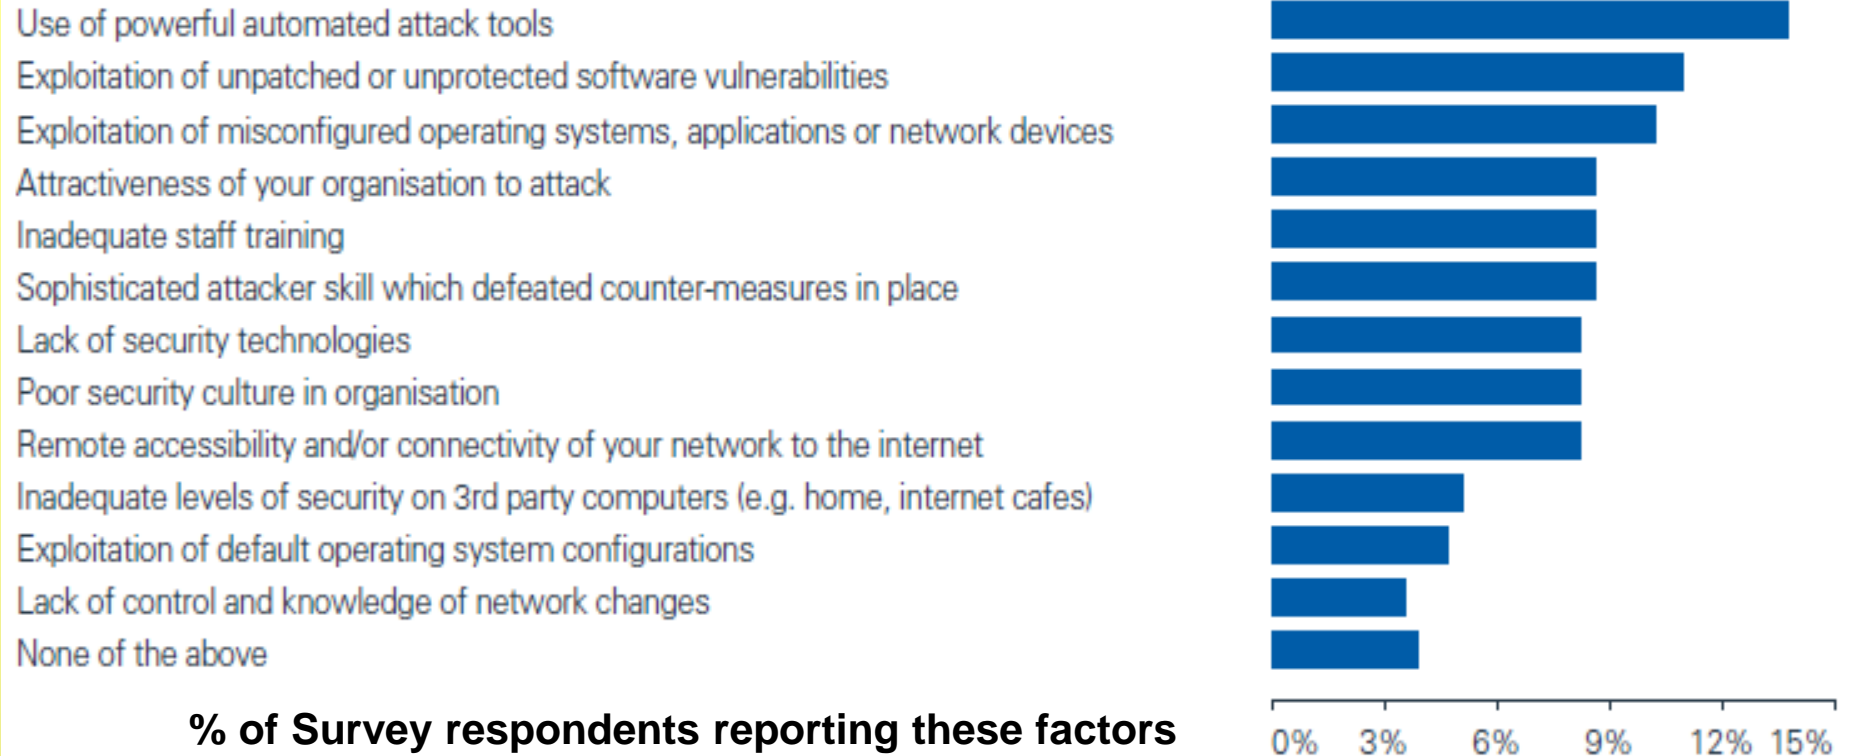 Use of powerful automated attack tools
Exploitation of unpatched or unprotected software vulnerabilities
Exploitation of misconfigured operating systems, applications or network devices
Attractiveness of your organisation to attack
Inadequate staff training
Sophisticated attacker skill which defeated counter-measures in place
Lack of security technologies
Poor security culture in organisation
Remote accessibility and/or connectivity of your network to the internet
Inadequate levels of security on 3rd party computers (e.g. home, internet cafes)
Exploitation of default operating system configurations
Lack of control and knowledge of network changes
None of the above
% of Survey respondents reporting these factors
0% 3% 6% 9% 12% 15%